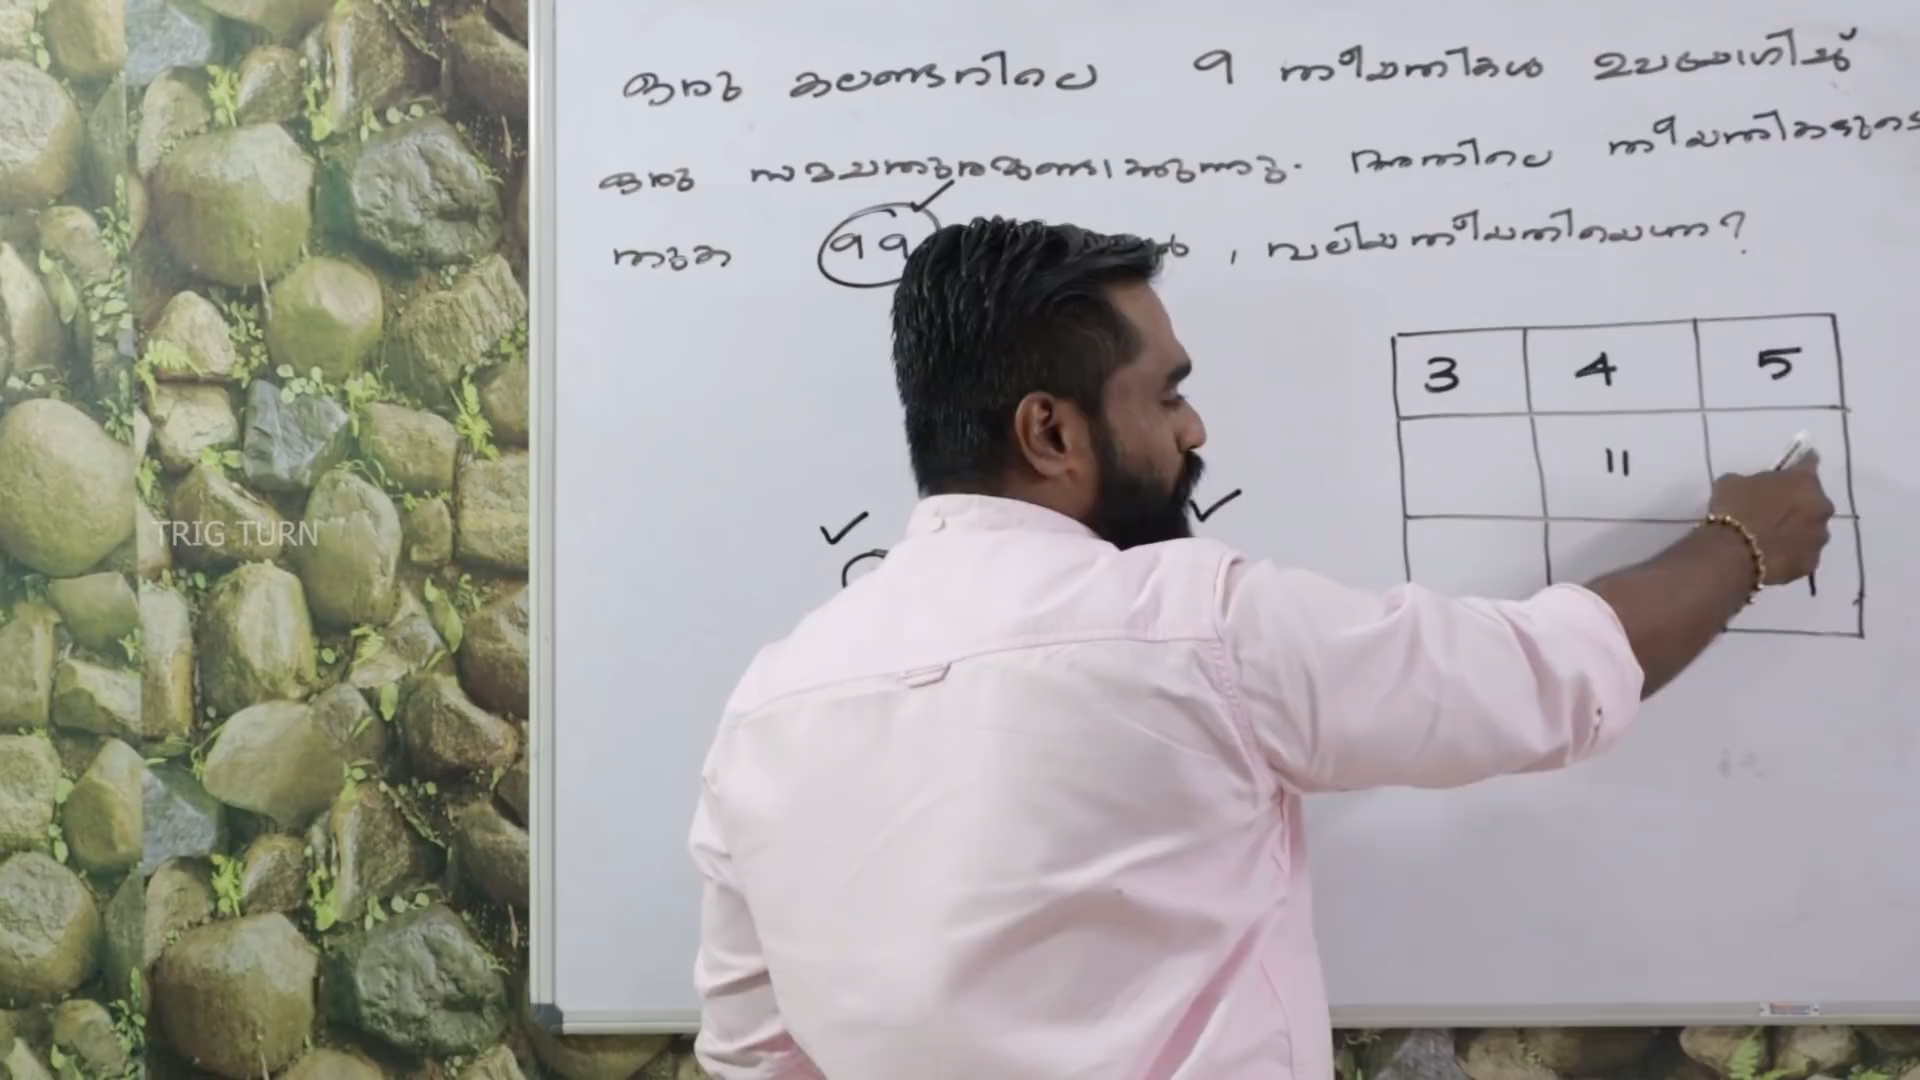 ഒരു കലണ്ടറിലെ 9 തീയതികൾ ഉപയോഗിച്ച്
ഒരു സമചതുരമുണ്ടാക്കുന്നു. അതിലെ തീയതികളുടെ
തുക 99 , വലിയ തീയതിയെന്ത?
3 4 5
11
TRIG TURN